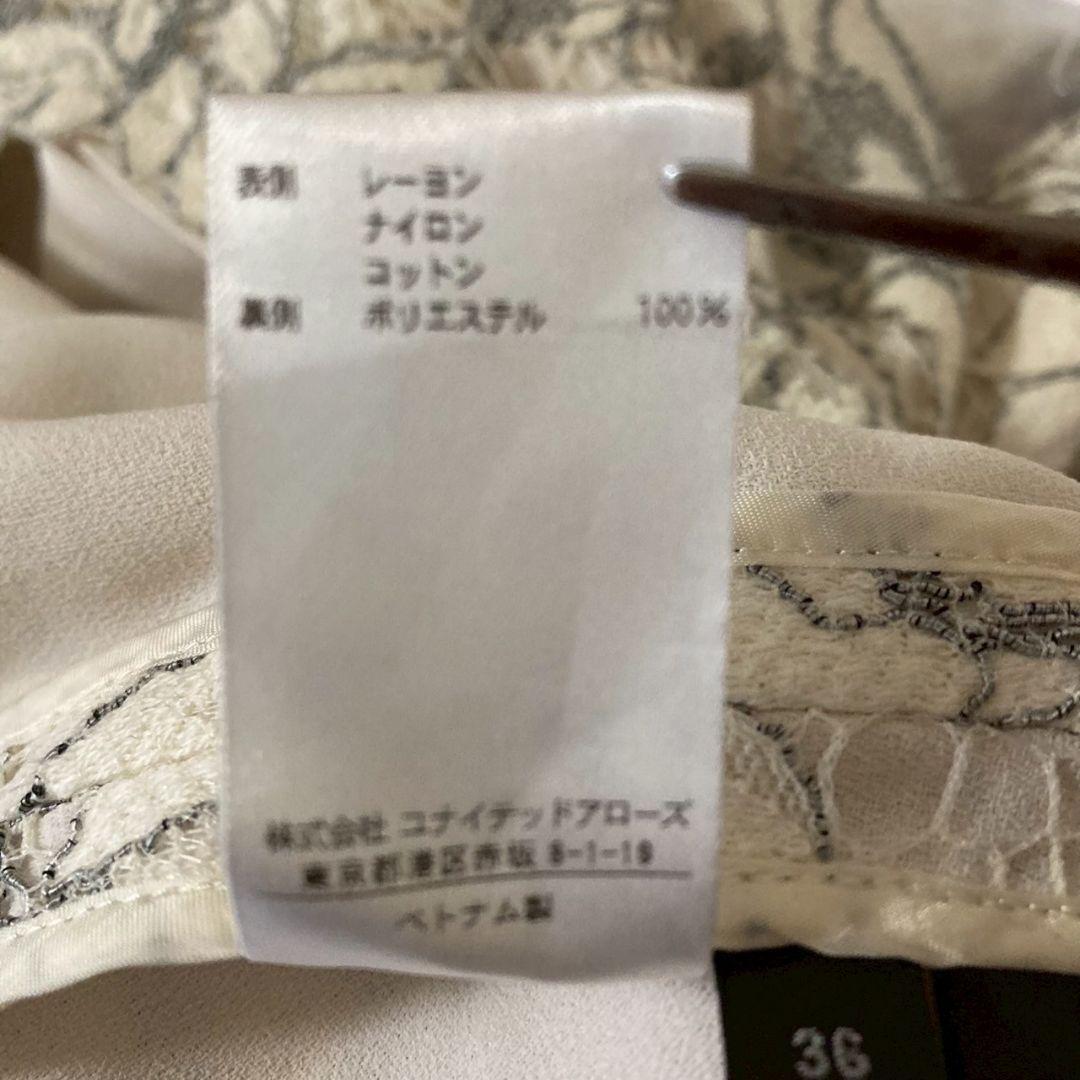 表側 レーヨン
ナイロン
コットン
裏側 ポリエステル 100%
株式会社 ユナイテッドアローズ
東京都港区赤坂 8-1-19
ベトナム製
36